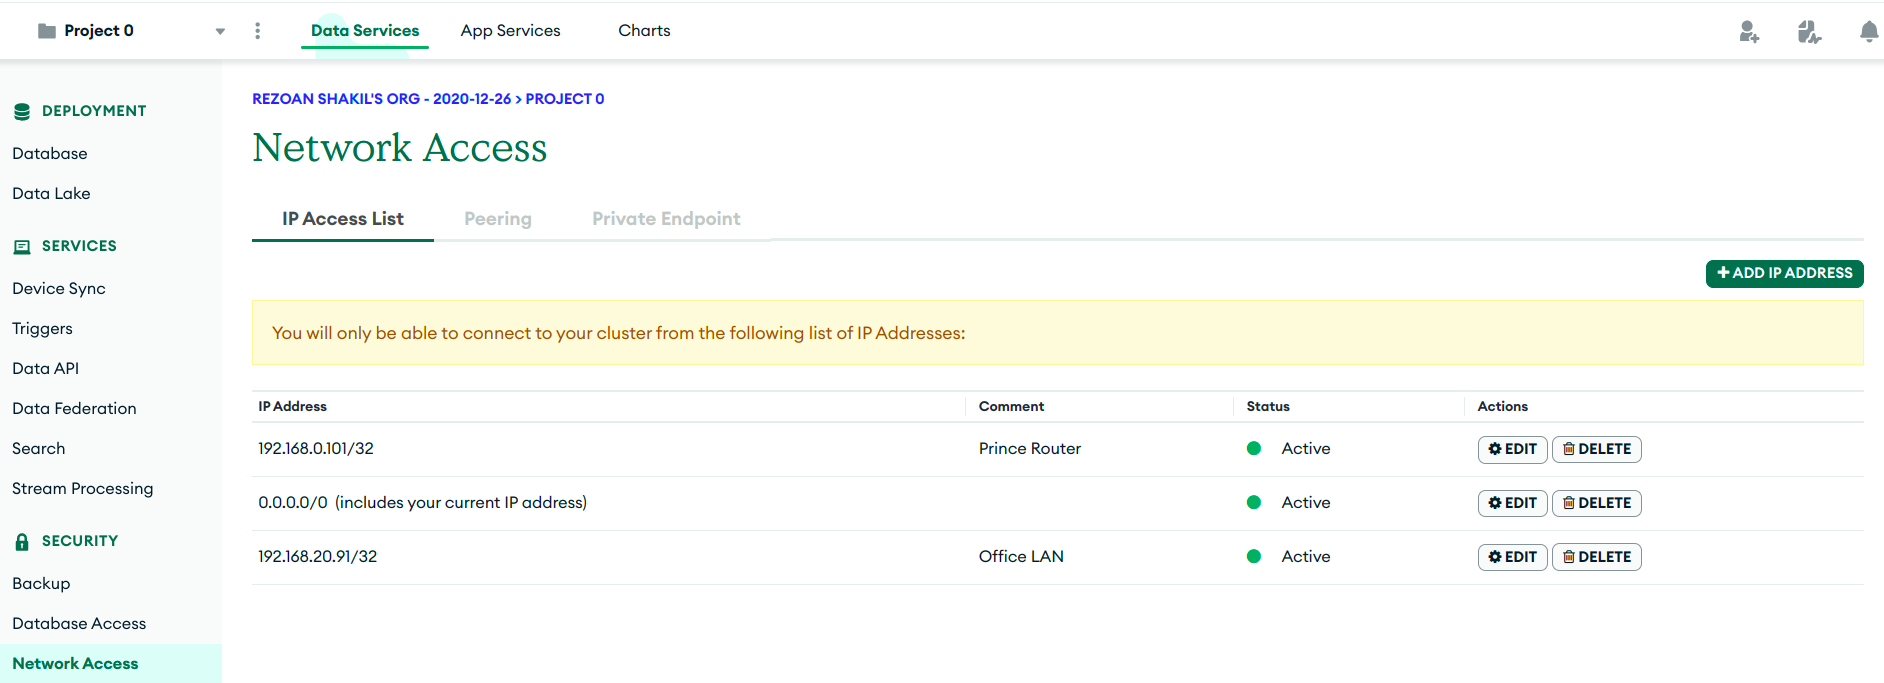 Project 0
Data Services App Services Charts
REZOAN SHAKIL'S ORG - 2020-12-26 > PROJECT 0
Network Access
DEPLOYMENT
Database
Data Lake
SERVICES
Device Sync
Triggers
Data API
Data Federation
Search
Stream Processing
SECURITY
Backup
Database Access
Network Access
IP Access List Peering Private Endpoint
+ ADD IP ADDRESS
You will only be able to connect to your cluster from the following list of IP Addresses:
IP Address Comment Status Actions
192.168.0.101/32 Prince Router Active EDIT DELETE
0.0.0.0/0 (includes your current IP address) Active EDIT DELETE
192.168.20.91/32 Office LAN Active EDIT DELETE